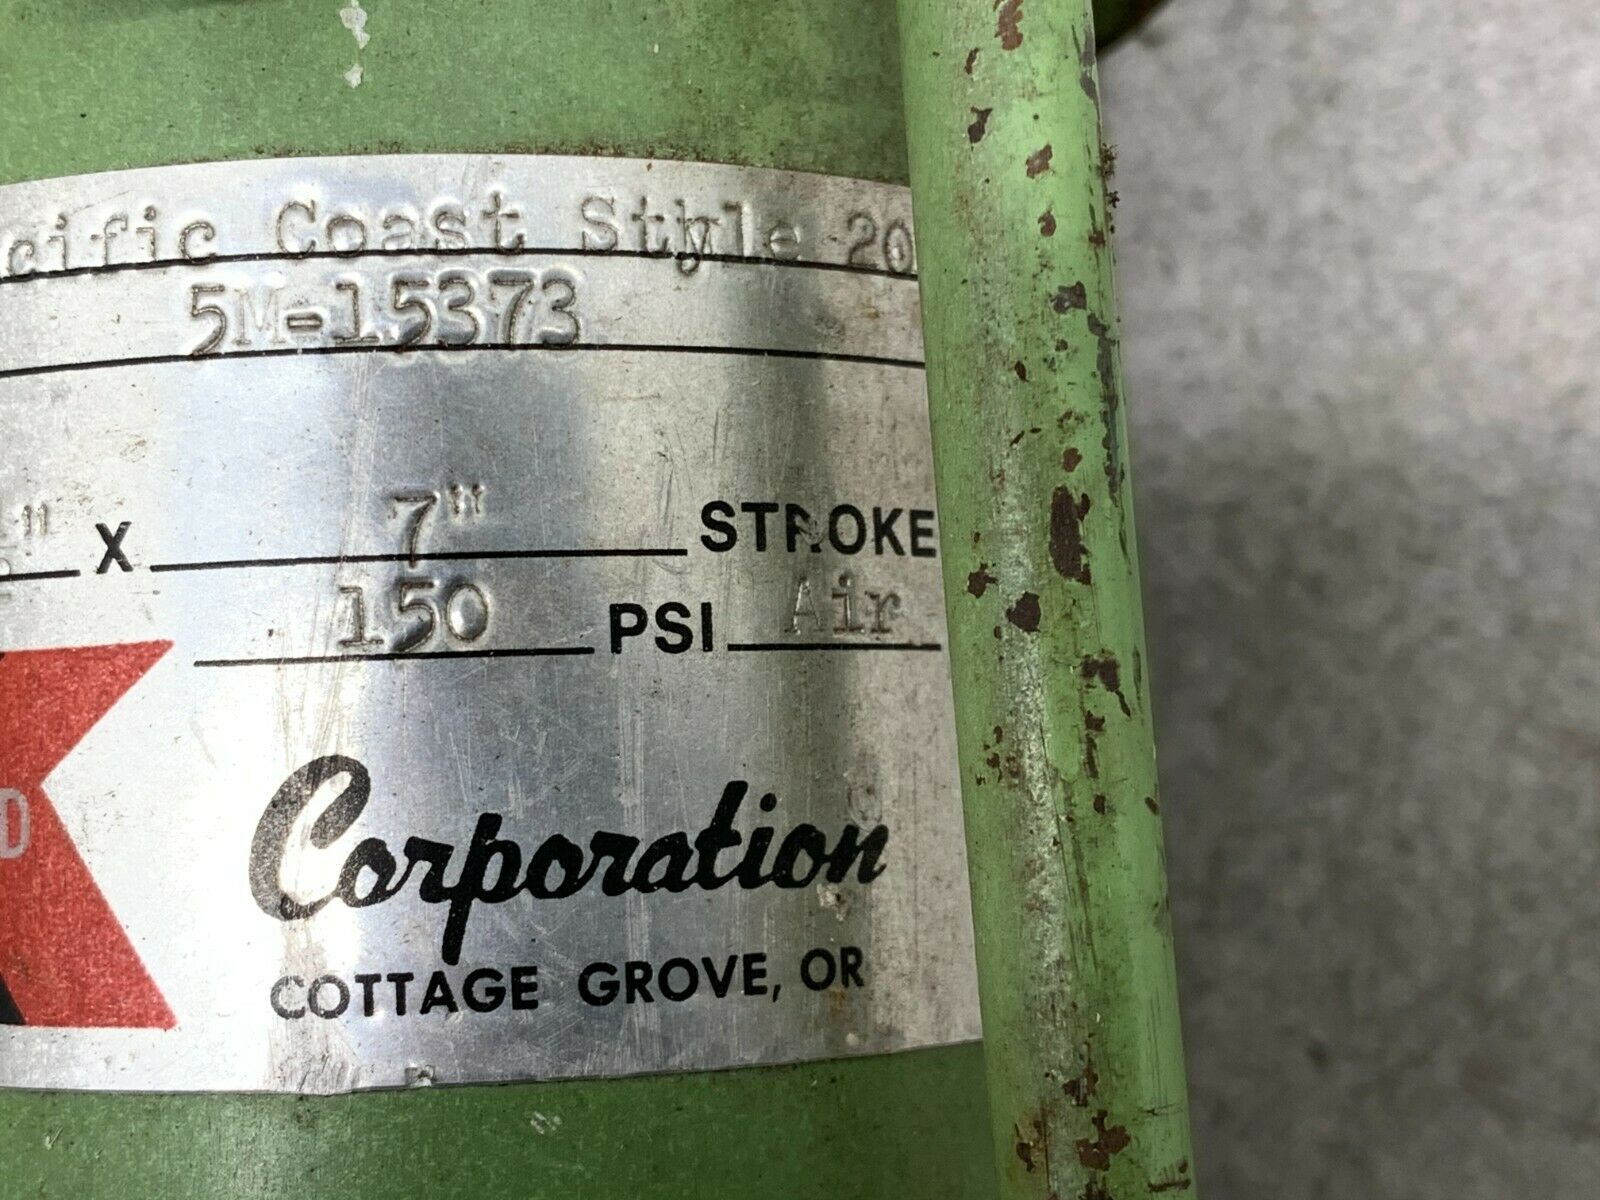 cific Coast Style 20
5M-15373
" X 7" STROKE
150 PSI Air
D
Corporation
COTTAGE GROVE, OR